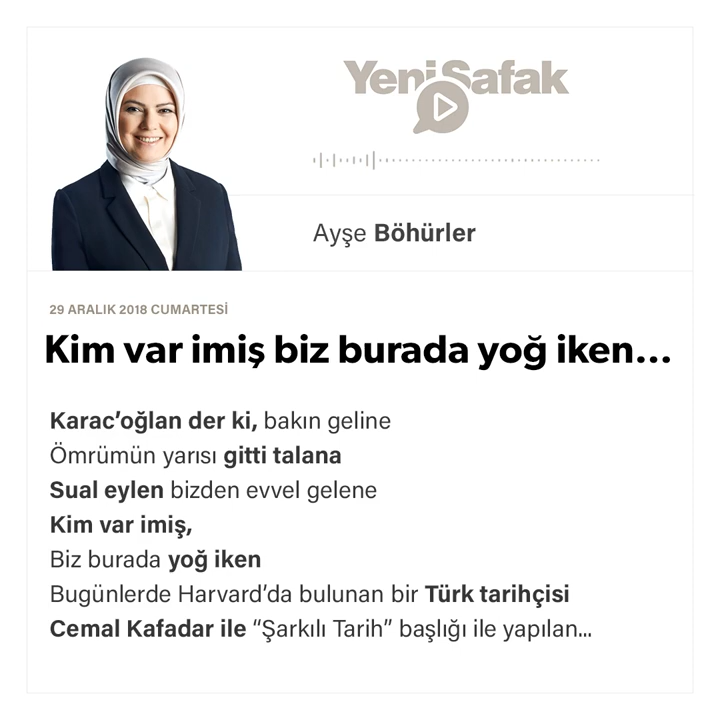 Yeni Şafak
Ayşe Böhürler
29 ARALIK 2018 CUMARTESİ
Kim var imiş biz burada yoğ iken...
Karac’oğlan der ki, bakın geline
Ömrümün yarısı gitti talana
Sual eylen bizden evvel gelene
Kim var imiş,
Biz burada yoğ iken
Bugünlerde Harvard’da bulunan bir Türk tarihçisi
Cemal Kafadar ile “Şarkılı Tarih” başlığı ile yapılan...